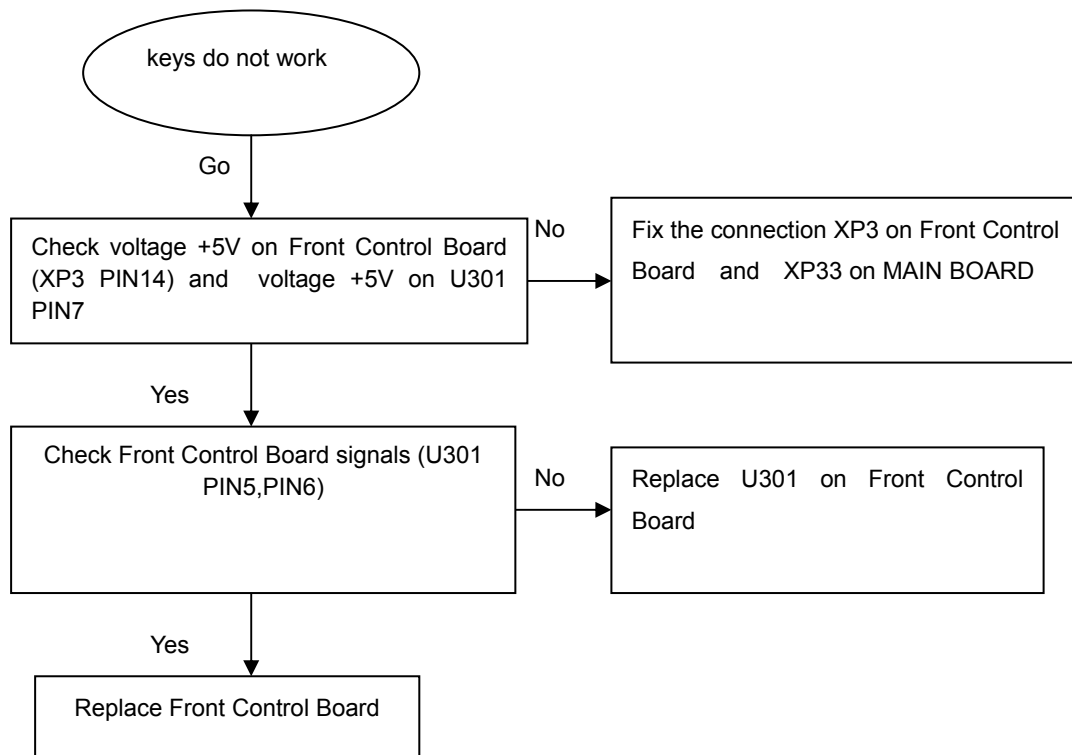 keys do not work
Go
Check voltage +5V on Front Control Board
(XP3 PIN14) and voltage +5V on U301
PIN7
No
Fix the connection XP3 on Front Control
Board and XP33 on MAIN BOARD
Yes
Check Front Control Board signals (U301
PIN5,PIN6)
No
Replace U301 on Front Control
Board
Yes
Replace Front Control Board